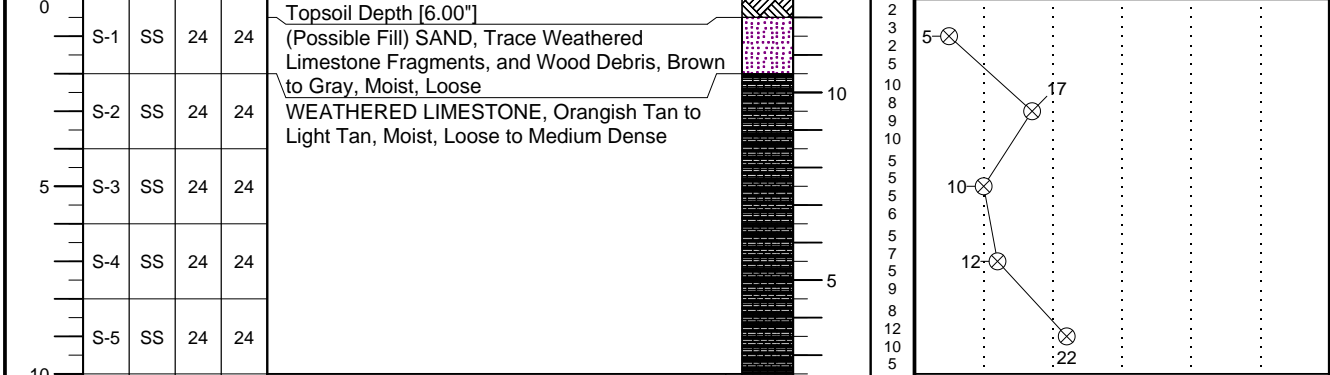 0
Topsoil Depth [6.00"]
S-1 SS 24 24
(Possible Fill) SAND, Trace Weathered
Limestone Fragments, and Wood Debris, Brown
to Gray, Moist, Loose
2
3
2
5
5
S-2 SS 24 24
WEATHERED LIMESTONE, Orangish Tan to
Light Tan, Moist, Loose to Medium Dense
10
10
8
9
10
17
5 S-3 SS 24 24
5
5
5
6
10
S-4 SS 24 24
5
5
7
5
9
12
S-5 SS 24 24
8
12
10
5
22
10